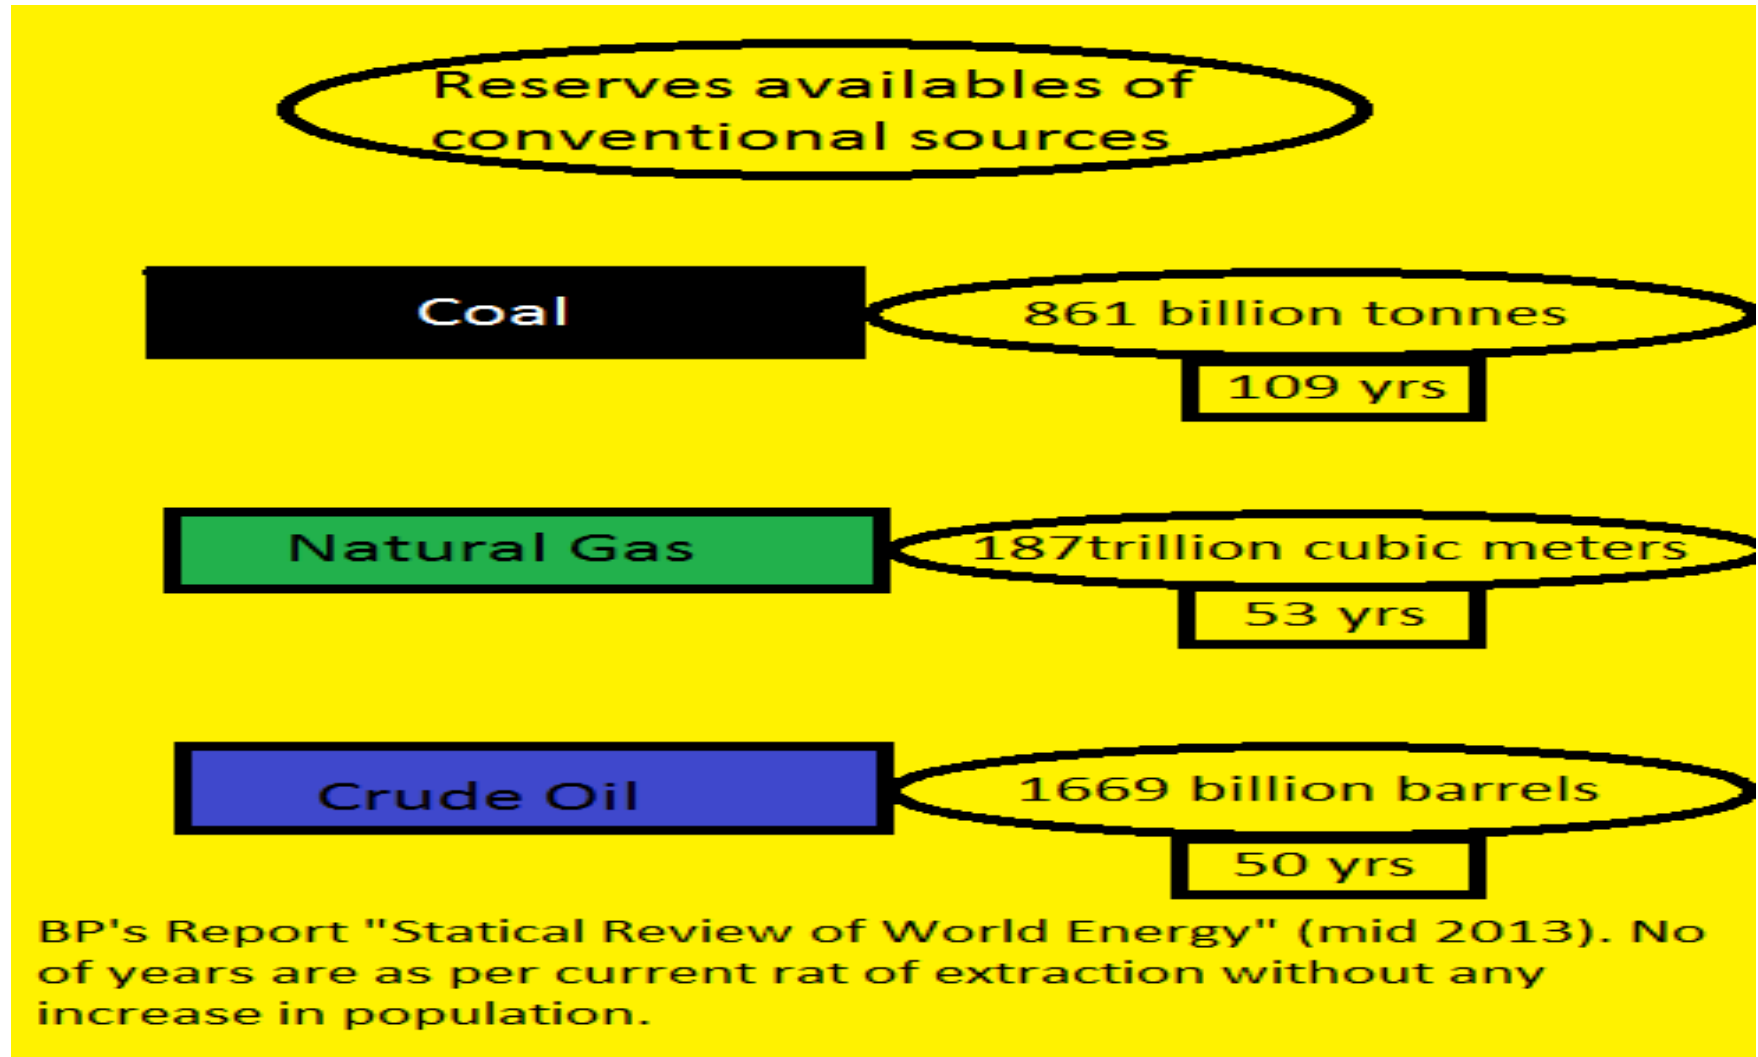 Reserves availables of
conventional sources
Coal
861 billion tonnes
109 yrs
Natural Gas
187trillion cubic meters
53 yrs
Crude Oil
1669 billion barrels
50 yrs
BP's Report "Statical Review of World Energy" (mid 2013). No
of years are as per current rat of extraction without any
increase in population.